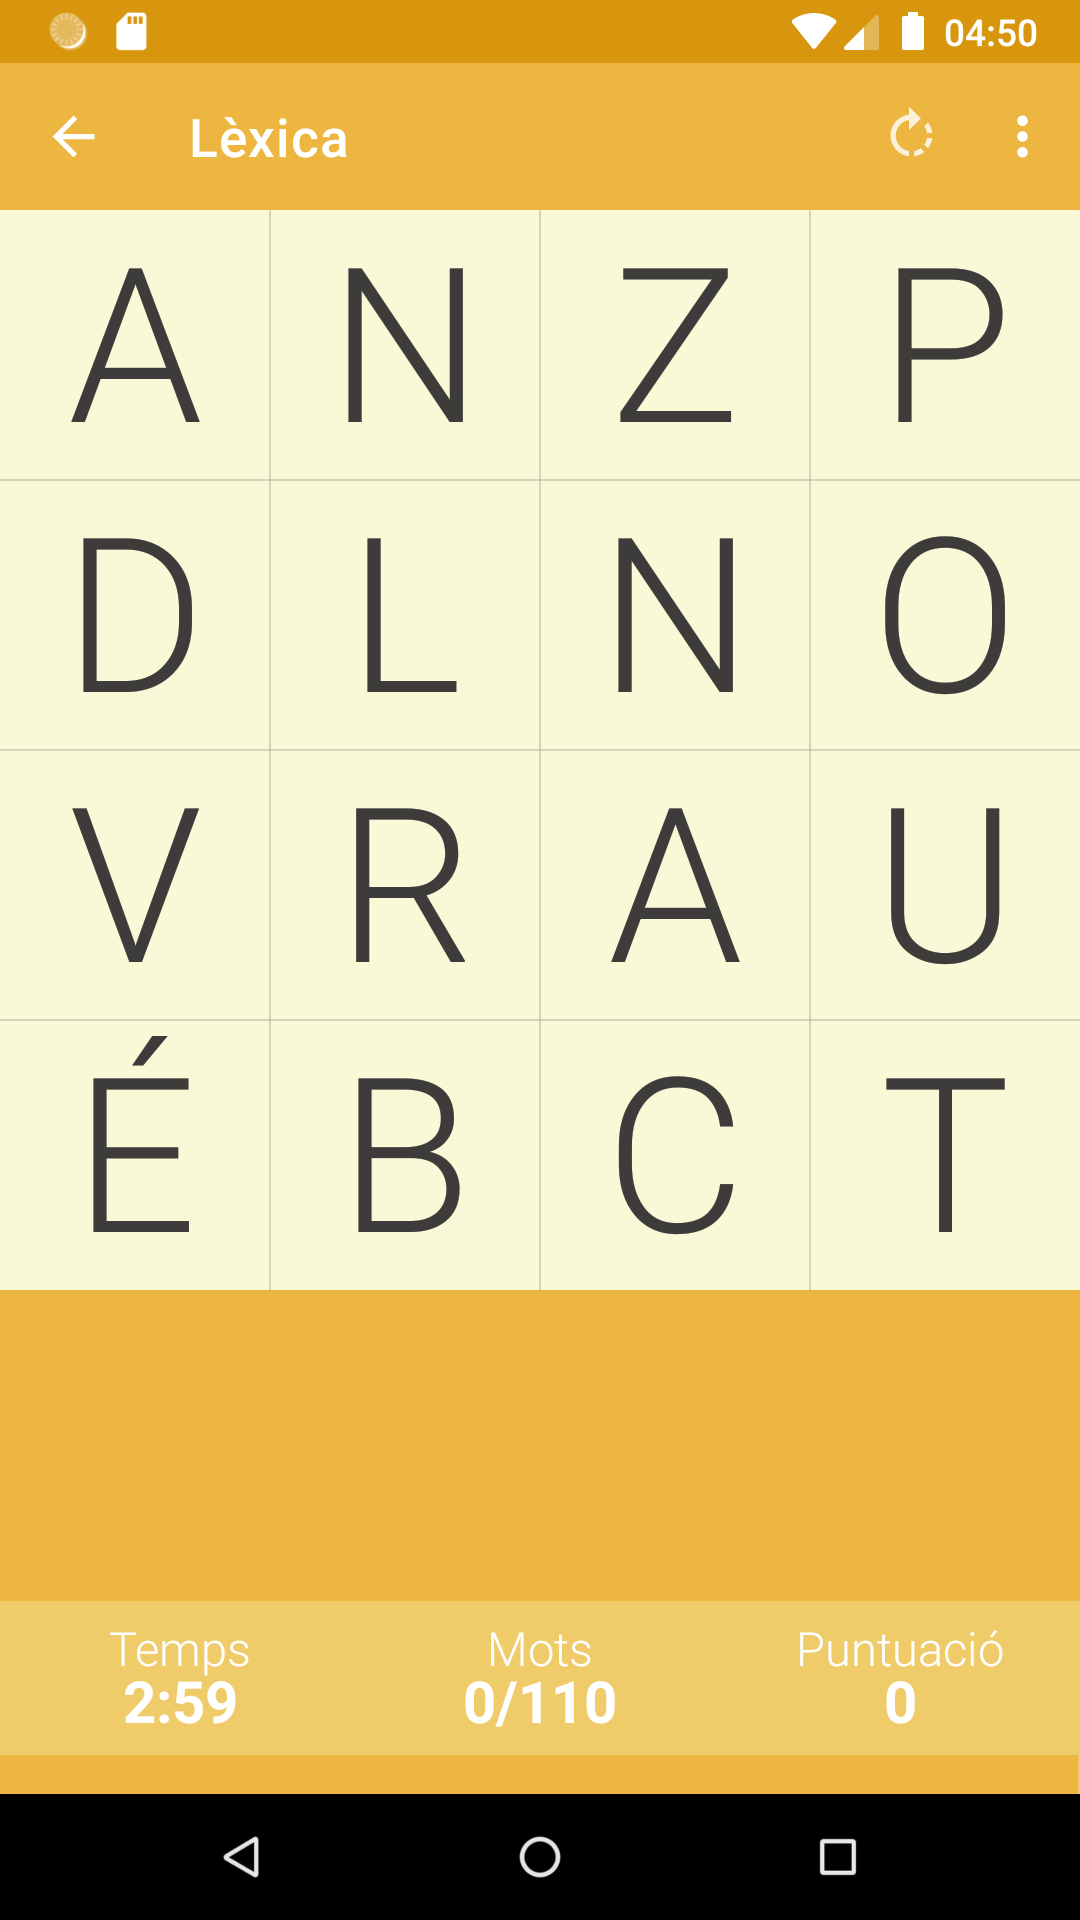 04:50
Lèxica
A N Z P
D L N O
V R A U
É B C T
Temps Mots Puntuació
2:59 0/110 0